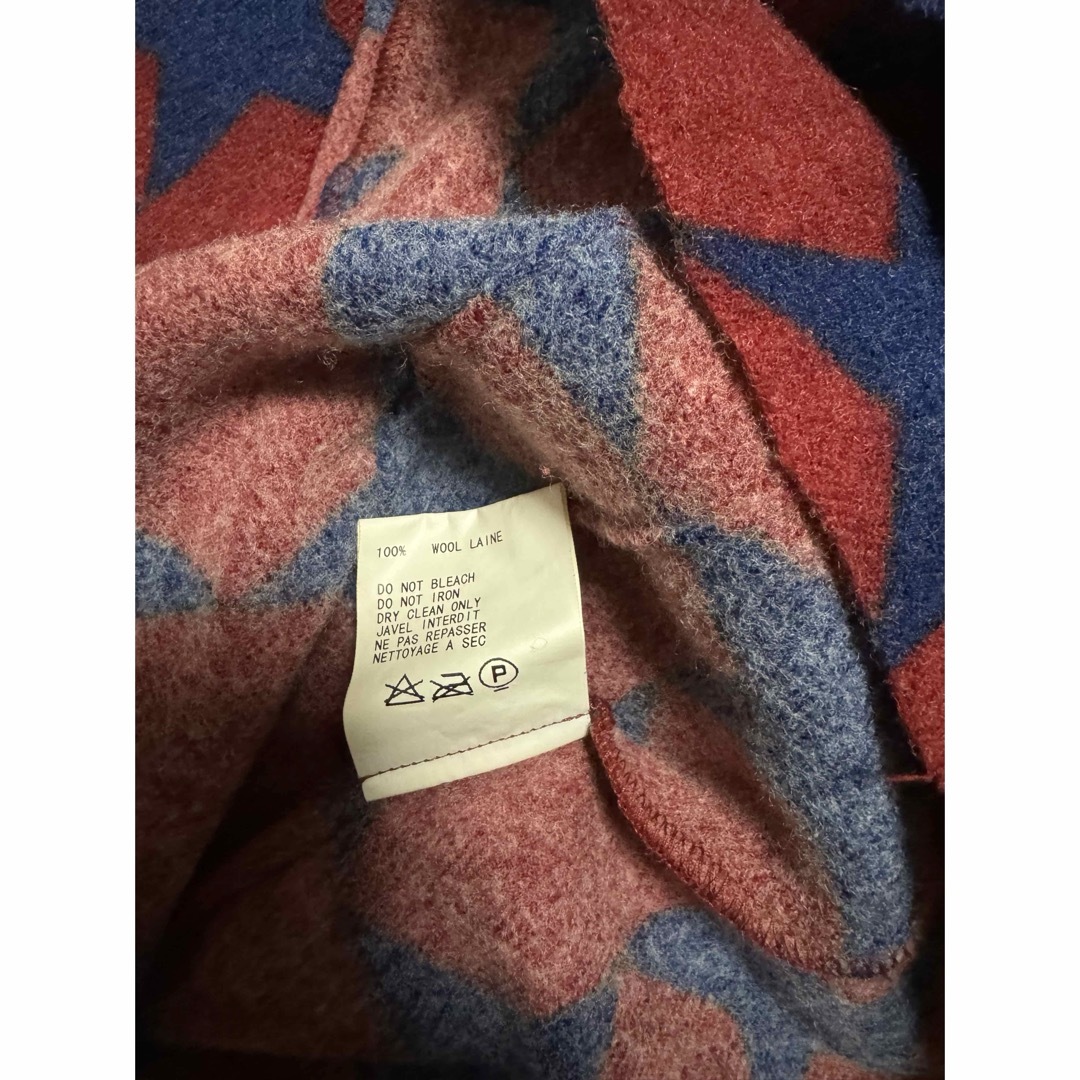 100% WOOL LAINE
DO NOT BLEACH
DO NOT IRON
DRY CLEAN ONLY
JAVEL INTERDIT
NE PAS REPASSER
NETTOYAGE A SEC
P